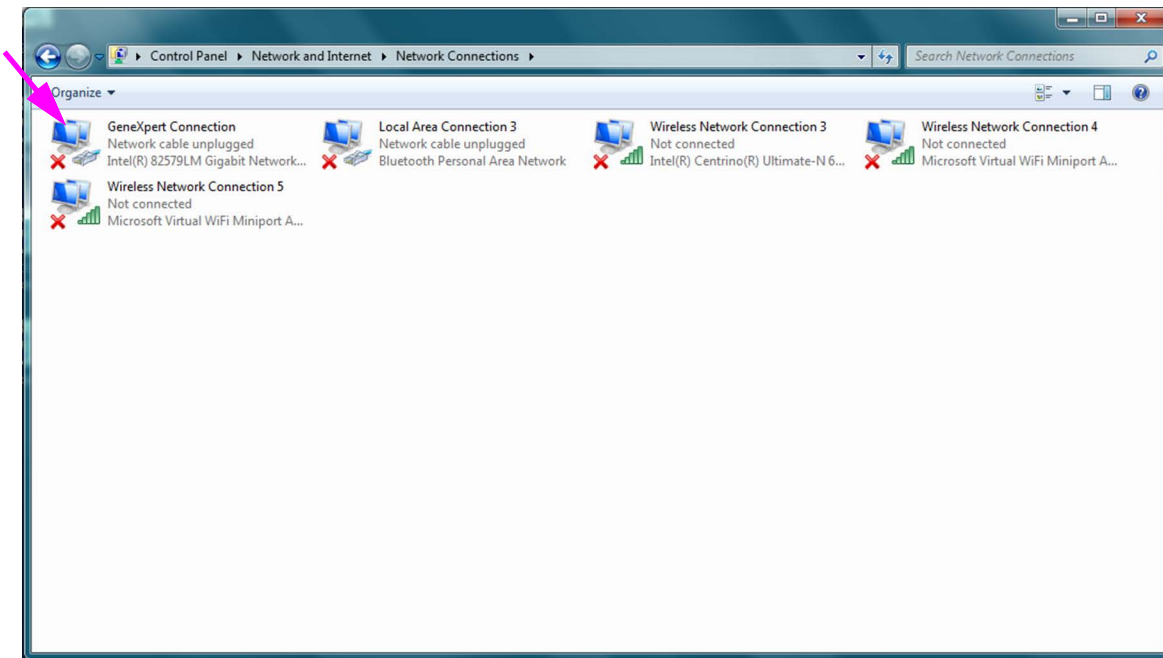 Control Panel ▸ Network and Internet ▸ Network Connections ▸
Search Network Connections
Organize
GeneXpert Connection
Network cable unplugged
Intel(R) 82579LM Gigabit Network...
Local Area Connection 3
Network cable unplugged
Bluetooth Personal Area Network
Wireless Network Connection 3
Not connected
Intel(R) Centrino(R) Ultimate-N 6...
Wireless Network Connection 4
Not connected
Microsoft Virtual WiFi Miniport A...
Wireless Network Connection 5
Not connected
Microsoft Virtual WiFi Miniport A...